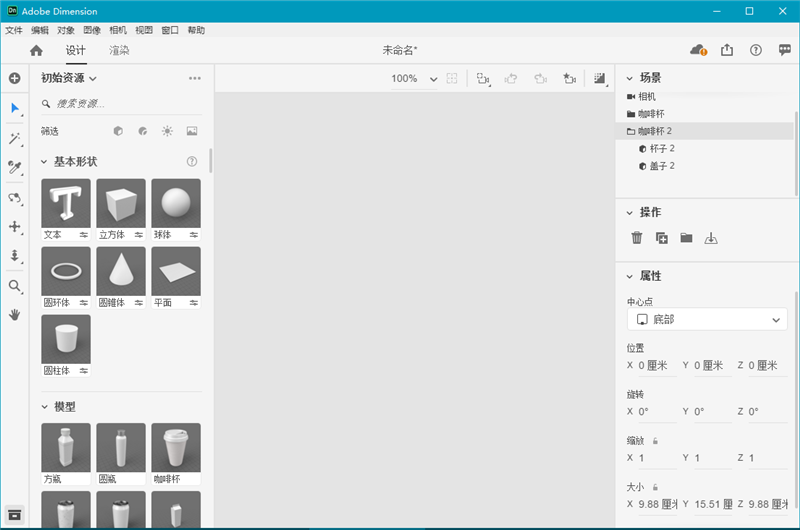 Dn Adobe Dimension
文件 编辑 对象 图像 相机 视图 窗口 帮助
设计 渲染 未命名*
初始资源
100%
搜索资源...
筛选
基本形状
文本 立方体 球体
圆环体 圆锥体 平面
圆柱体
模型
方瓶 圆瓶 咖啡杯
场景
相机
咖啡杯
咖啡杯 2
杯子 2
盖子 2
操作
属性
中心点
底部
位置
X 0 厘米 Y 0 厘米 Z 0 厘米
旋转
X 0° Y 0° Z 0°
缩放
X 1 Y 1 Z 1
大小
X 9.88 厘米 Y 15.51 厘 Z 9.88 厘米